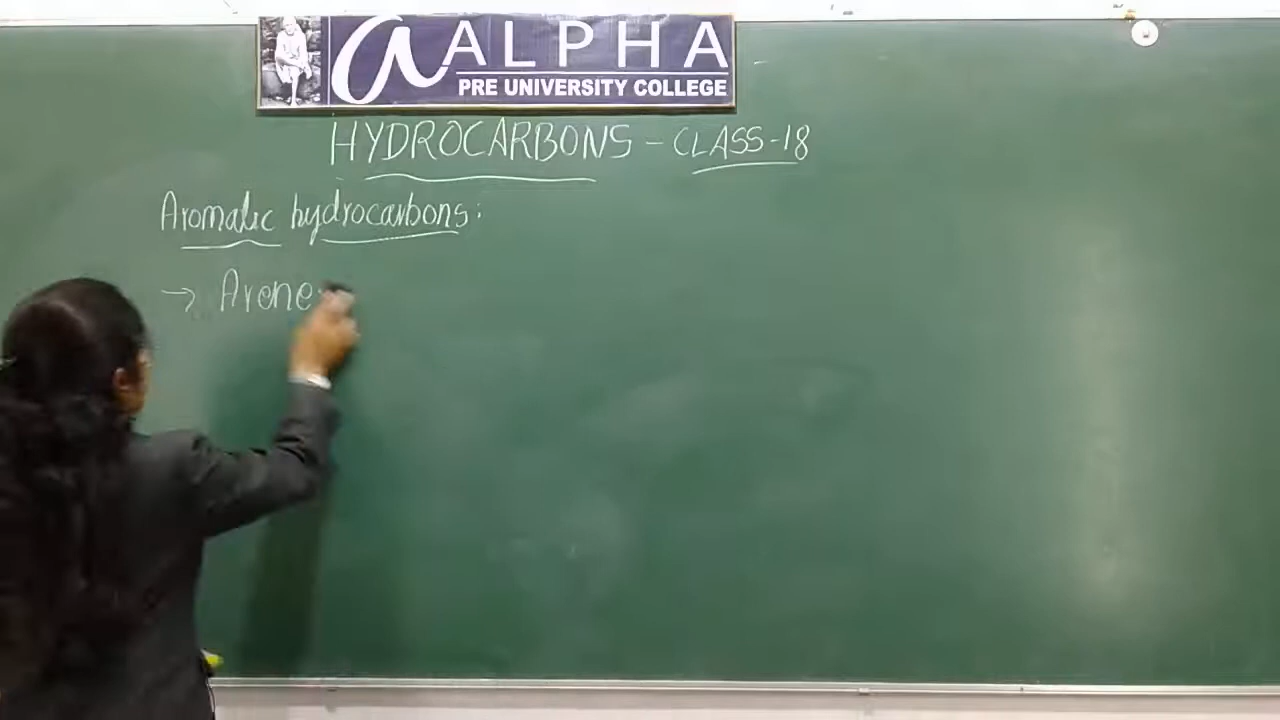 a ALPHA
PRE UNIVERSITY COLLEGE
HYDROCARBONS - CLASS-18
Aromatic hydrocarbons:
→ Arene